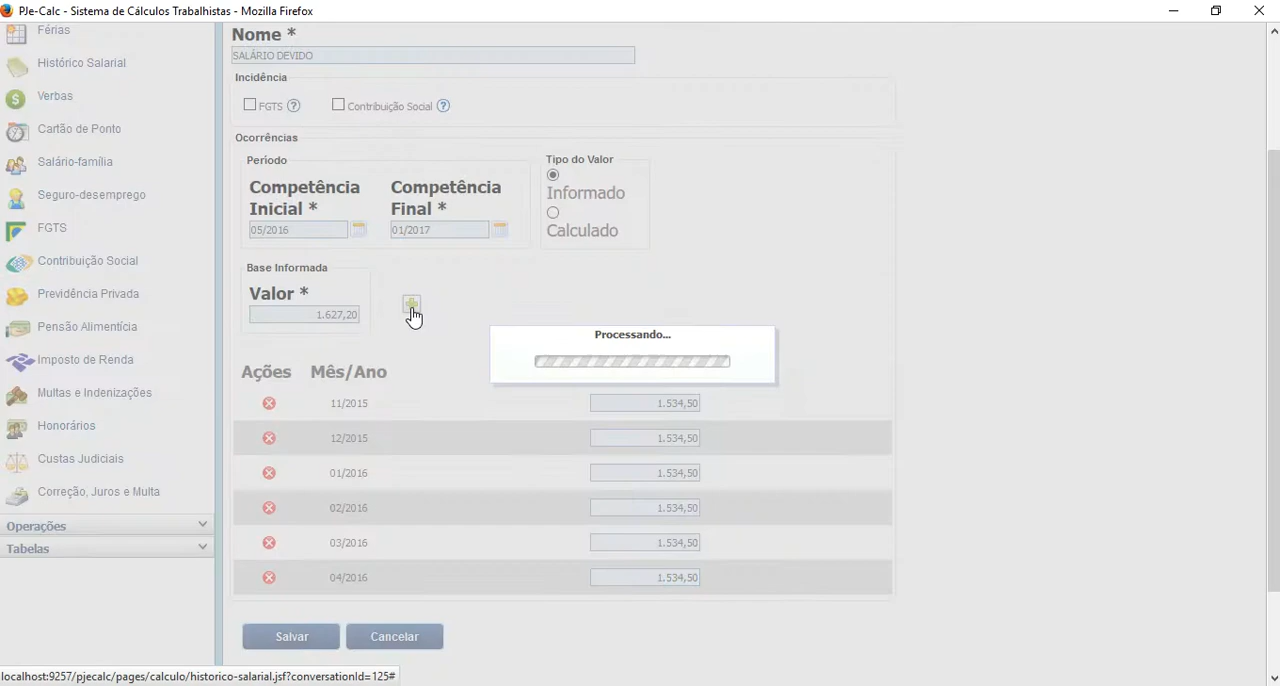 PJe-Calc - Sistema de Cálculos Trabalhistas - Mozilla Firefox
Férias
Histórico Salarial
Verbas
Cartão de Ponto
Salário-família
Seguro-desemprego
FGTS
Contribuição Social
Previdência Privada
Pensão Alimentícia
Imposto de Renda
Multas e Indenizações
Honorários
Custas Judiciais
Correção, Juros e Multa
Operações
Tabelas
Nome *
SALÁRIO DEVIDO
Incidência
FGTS ? Contribuição Social ?
Ocorrências
Período
Competência Competência
Inicial * Final *
05/2016 01/2017
Tipo do Valor
Informado
Calculado
Base Informada
Valor *
1.627,20
Processando...
Ações Mês/Ano
11/2015 1.534,50
12/2015 1.534,50
01/2016 1.534,50
02/2016 1.534,50
03/2016 1.534,50
04/2016 1.534,50
Salvar Cancelar
localhost:9257/pjecalc/pages/calculo/historico-salarial.jsf?conversationId=125#